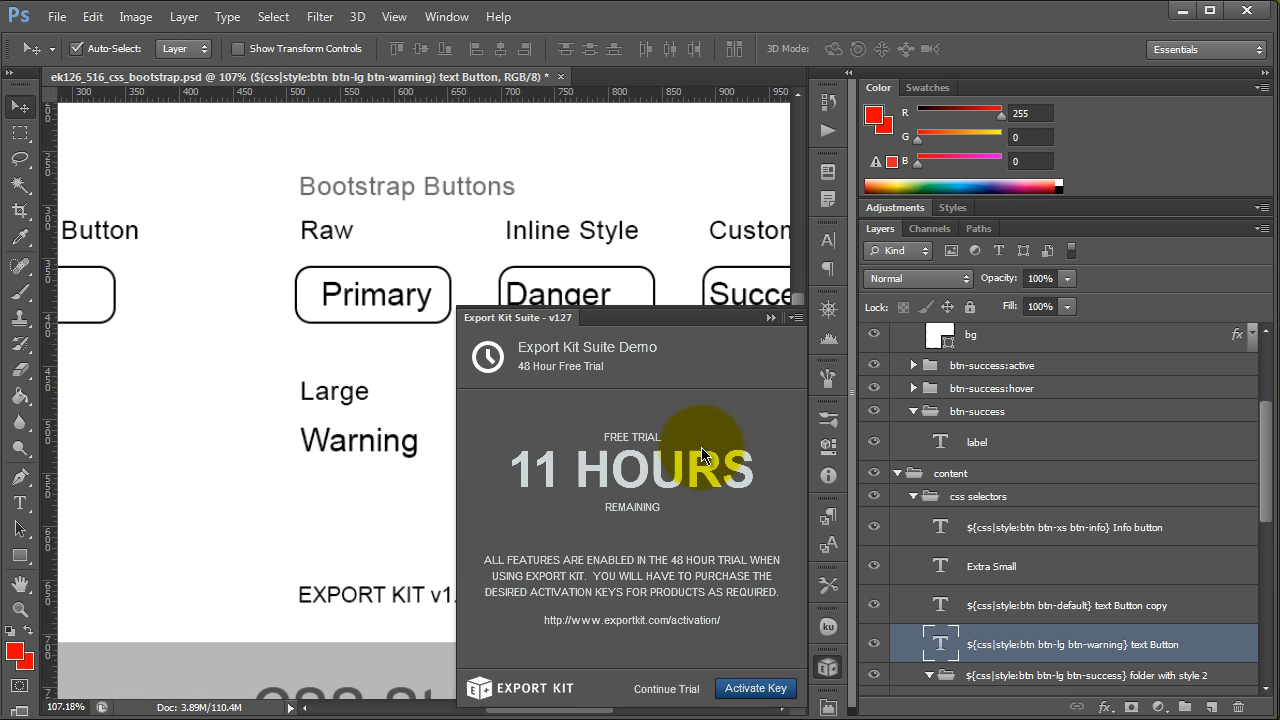 Ps File Edit Image Layer Type Select Filter 3D View Window Help
Auto-Select: Layer Show Transform Controls 3D Mode: Essentials
ek126_516_css_bootstrap.psd @ 107% (${css|style:btn btn-lg btn-warning} text Button, RGB/8) *
300 350 400 450 500 550 600 650 700 750 800 850 900 950
Bootstrap Buttons
Button Raw Inline Style Custon
Primary Danger Succe
Large
Warning
EXPORT KIT v1.
Export Kit Suite - v127
Export Kit Suite Demo
48 Hour Free Trial
FREE TRIAL
11 HOURS
REMAINING
ALL FEATURES ARE ENABLED IN THE 48 HOUR TRIAL WHEN
USING EXPORT KIT. YOU WILL HAVE TO PURCHASE THE
DESIRED ACTIVATION KEYS FOR PRODUCTS AS REQUIRED.
http://www.exportkit.com/activation/
EXPORT KIT Continue Trial Activate Key
107.18% Doc: 3.89M/110.4M
ku
Color Swatches
R 255
G 0
B 0
Adjustments Styles
Layers Channels Paths
Kind
Normal Opacity: 100%
Lock: Fill: 100%
bg fx
btn-success:active
btn-success:hover
btn-success
label
content
css selectors
${css|style:btn btn-xs btn-info} Info button
Extra Small
${css|style:btn btn-default} text Button copy
${css|style:btn btn-lg btn-warning} text Button
${css|style:btn btn-lg btn-success} folder with style 2
fx